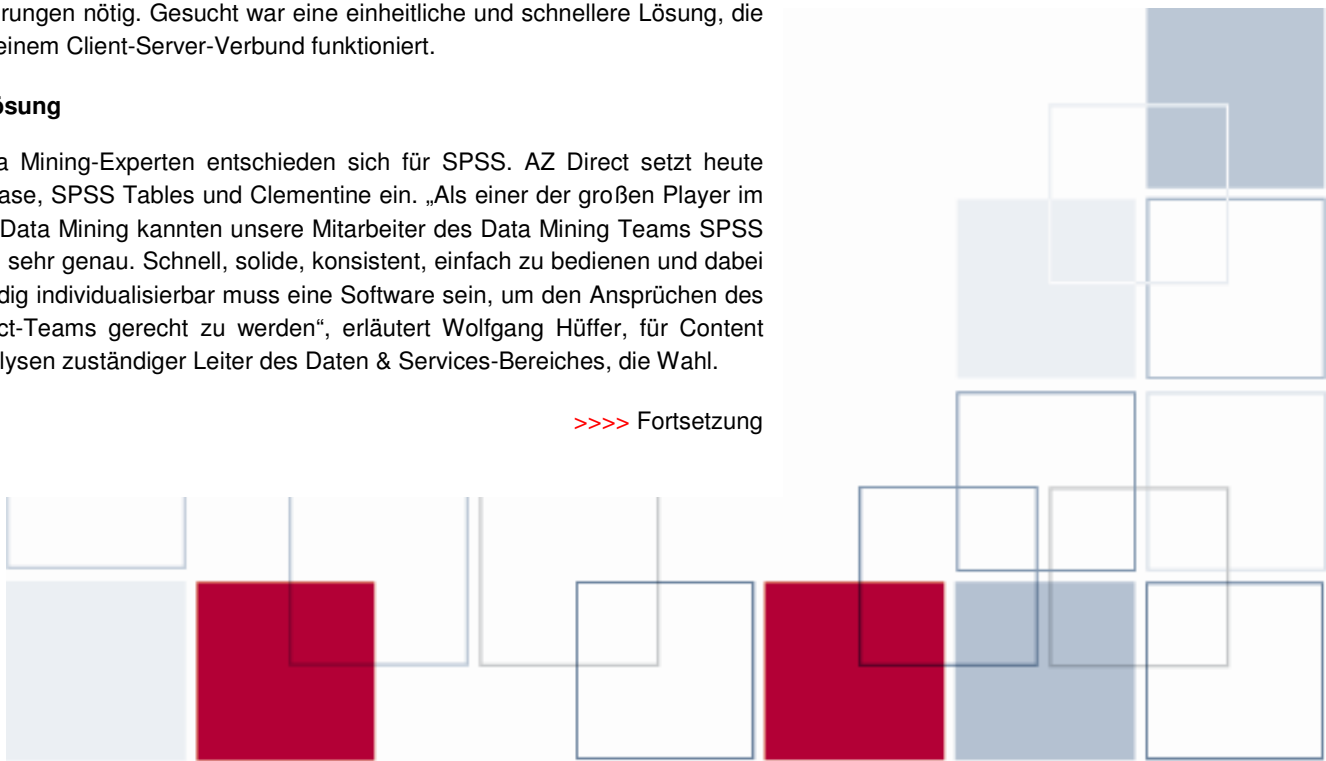 rungen nötig. Gesucht war eine einheitliche und schnellere Lösung, die
einem Client-Server-Verbund funktioniert.
ösung
a Mining-Experten entschieden sich für SPSS. AZ Direct setzt heute
ase, SPSS Tables und Clementine ein. „Als einer der großen Player im
Data Mining kannten unsere Mitarbeiter des Data Mining Teams SPSS
sehr genau. Schnell, solide, konsistent, einfach zu bedienen und dabei
dig individualisierbar muss eine Software sein, um den Ansprüchen des
ct-Teams gerecht zu werden“, erläutert Wolfgang Hüffer, für Content
lysen zuständiger Leiter des Daten & Services-Bereiches, die Wahl.
>>>> Fortsetzung